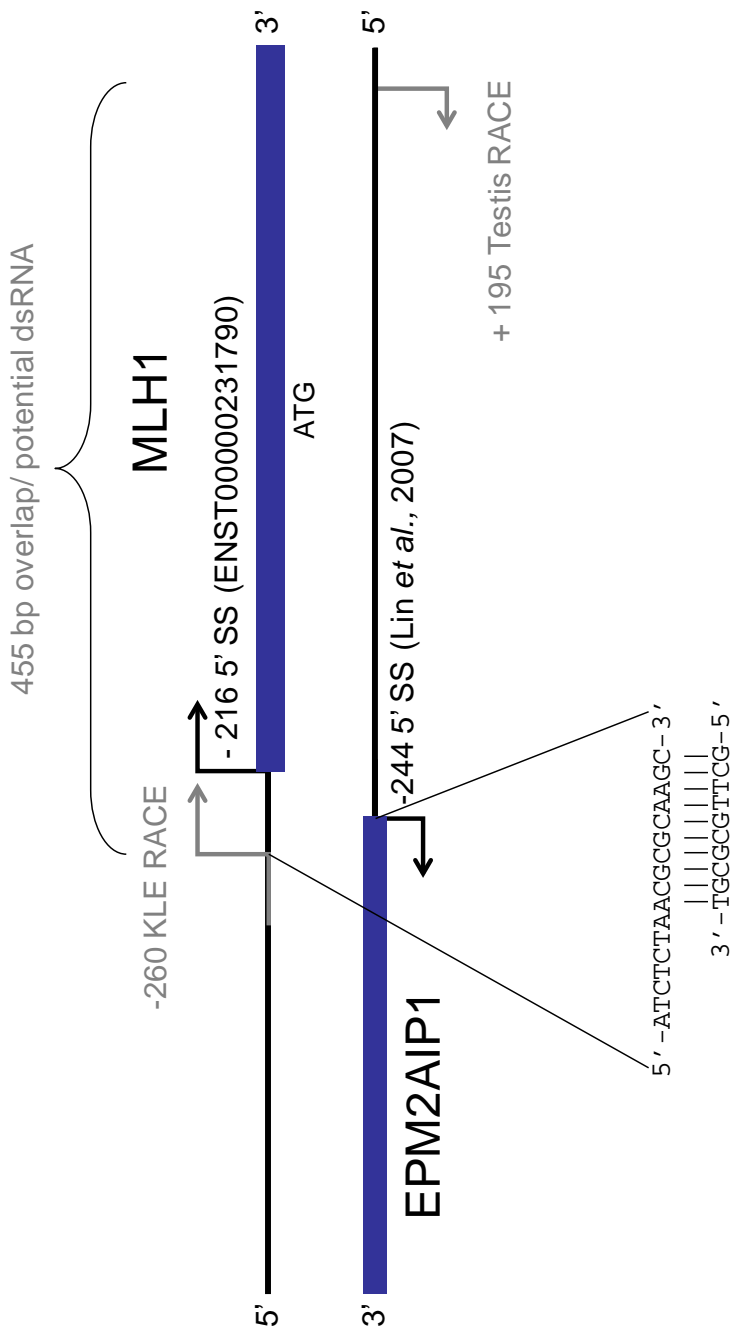 455 bp overlap/ potential dsRNA
MLH1
-260 KLE RACE
- 216 5' SS (ENST00000231790)
5'
3'
ATG
3'
5'
-244 5' SS (Lin et al., 2007)
EPM2AIP1
+ 195 Testis RACE
5'-ATCTCTAACGCGCAAGC-3'
3'-TGCGCGTTCG-5'